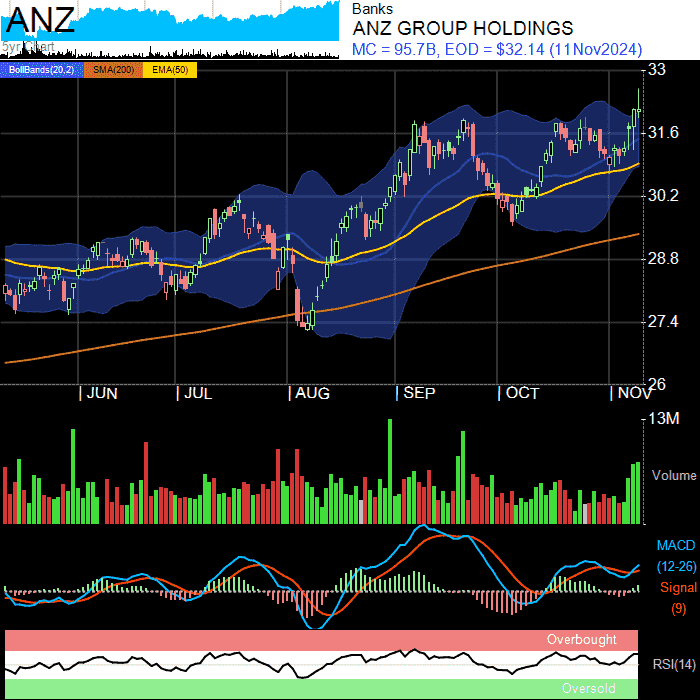 ANZ
5yr Chart
Banks
ANZ GROUP HOLDINGS
MC = 95.7B, EOD = $32.14 (11Nov2024)
BollBands(20,2) SMA(200) EMA(50)
33
31.6
30.2
28.8
27.4
26
JUN JUL AUG SEP OCT NOV
13M
Volume
MACD
(12-26)
Signal
(9)
Overbought
RSI(14)
Oversold